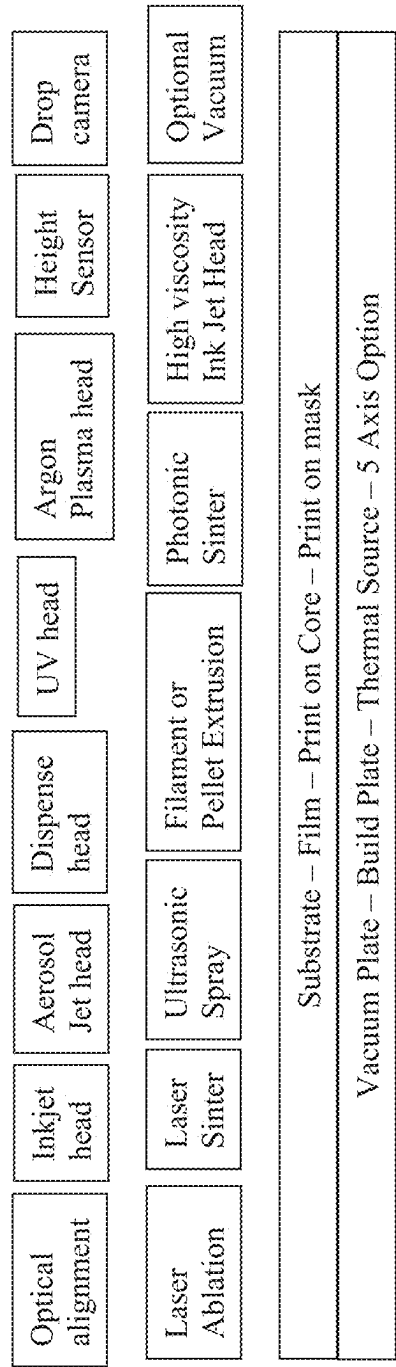 Optical
alignment
Inkjet
head
Aerosol
Jet head
Dispense
head
UV head
Argon
Plasma head
Height
Sensor
Drop
camera
Laser
Ablation
Laser
Sinter
Ultrasonic
Spray
Filament or
Pellet Extrusion
Photonic
Sinter
High viscosity
Ink Jet Head
Optional
Vacuum
Substrate – Film – Print on Core – Print on mask
Vacuum Plate – Build Plate – Thermal Source – 5 Axis Option